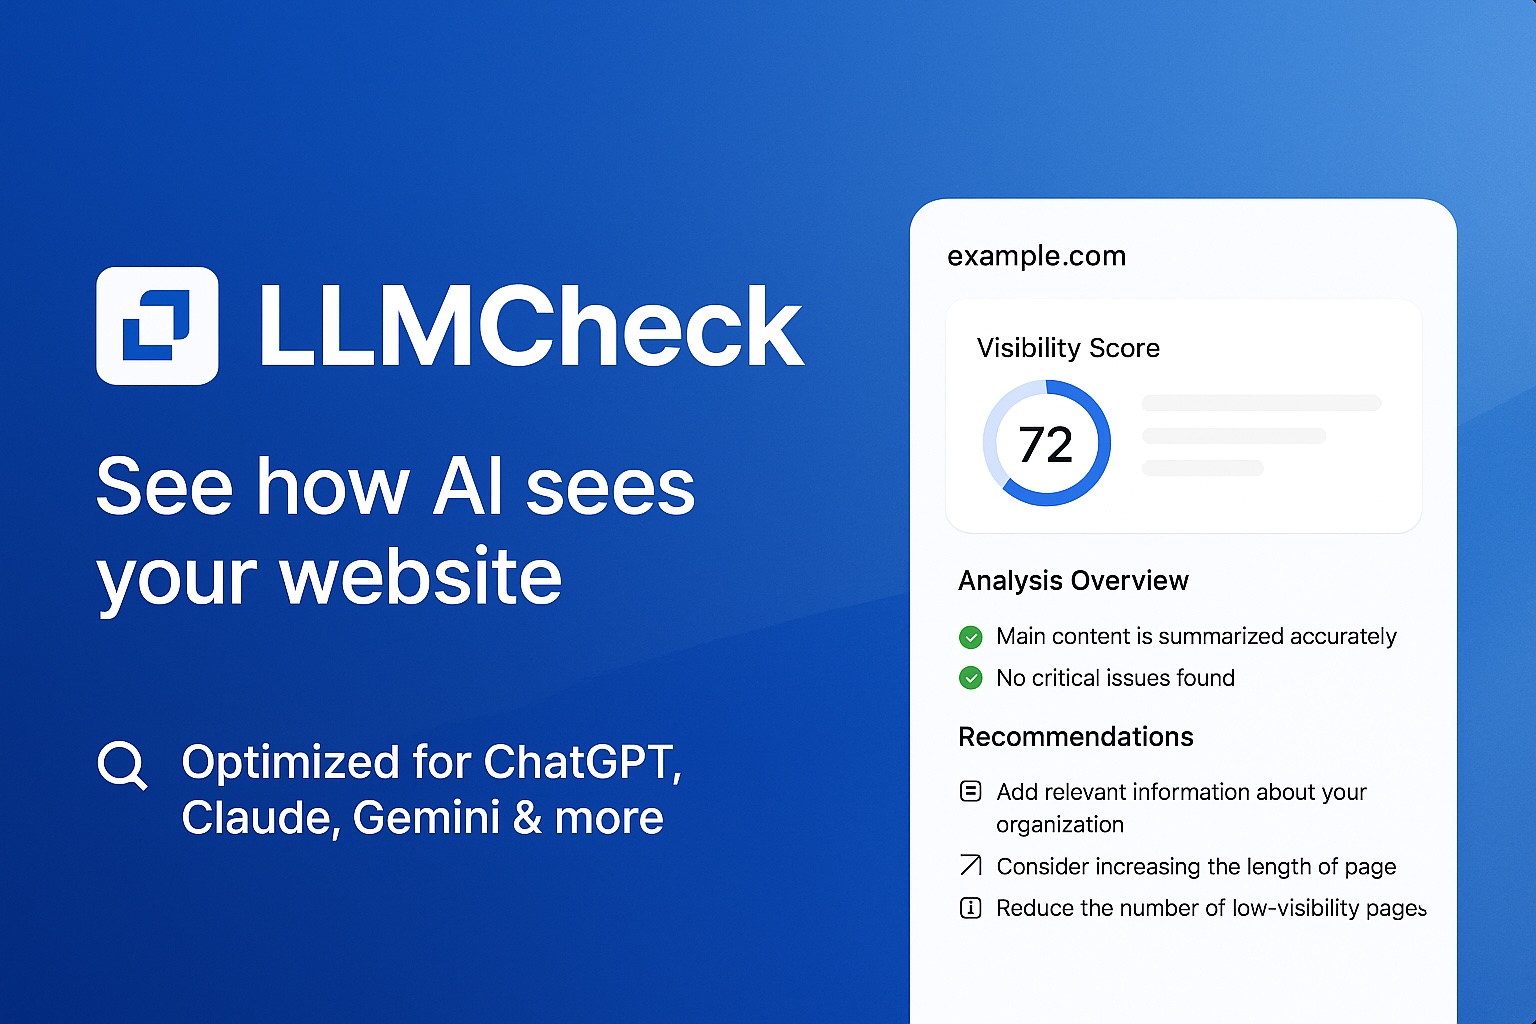 LLMCheck
See how AI sees
your website
Optimized for ChatGPT,
Claude, Gemini & more
example.com
Visibility Score
72
Analysis Overview
Main content is summarized accurately
No critical issues found
Recommendations
Add relevant information about your
organization
Consider increasing the length of page
Reduce the number of low-visibility pages